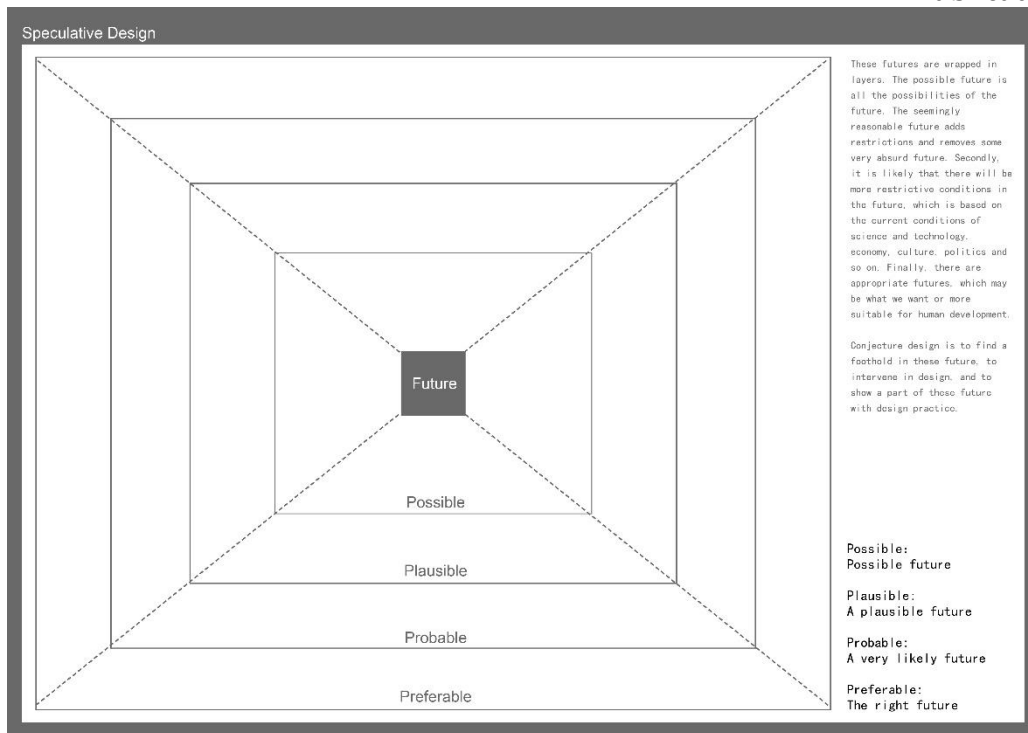 Speculative Design
These futures are wrapped in
layers. The possible future is
all the possibilities of the
future. The seemingly
reasonable future adds
restrictions and removes some
very absurd future. Secondly,
it is likely that there will be
more restrictive conditions in
the future, which is based on
the current conditions of
science and technology,
economy, culture, politics and
so on. Finally, there are
appropriate futures, which may
be what we want or more
suitable for human development.
Conjecture design is to find a
foothold in these future, to
intervene in design, and to
show a part of these future
with design practice.
Future
Possible
Plausible
Probable
Preferable
Possible:
Possible future
Plausible:
A plausible future
Probable:
A very likely future
Preferable:
The right future